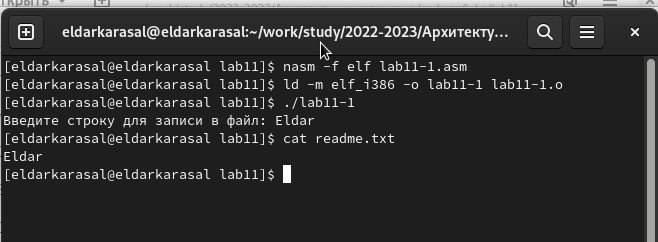 eldarkarasal@eldarkarasal:~/work/study/2022-2023/Архитекту...
[eldarkarasal@eldarkarasal lab11]$ nasm -f elf lab11-1.asm
[eldarkarasal@eldarkarasal lab11]$ ld -m elf_i386 -o lab11-1 lab11-1.o
[eldarkarasal@eldarkarasal lab11]$ ./lab11-1
Введите строку для записи в файл: Eldar
[eldarkarasal@eldarkarasal lab11]$ cat readme.txt
Eldar
[eldarkarasal@eldarkarasal lab11]$